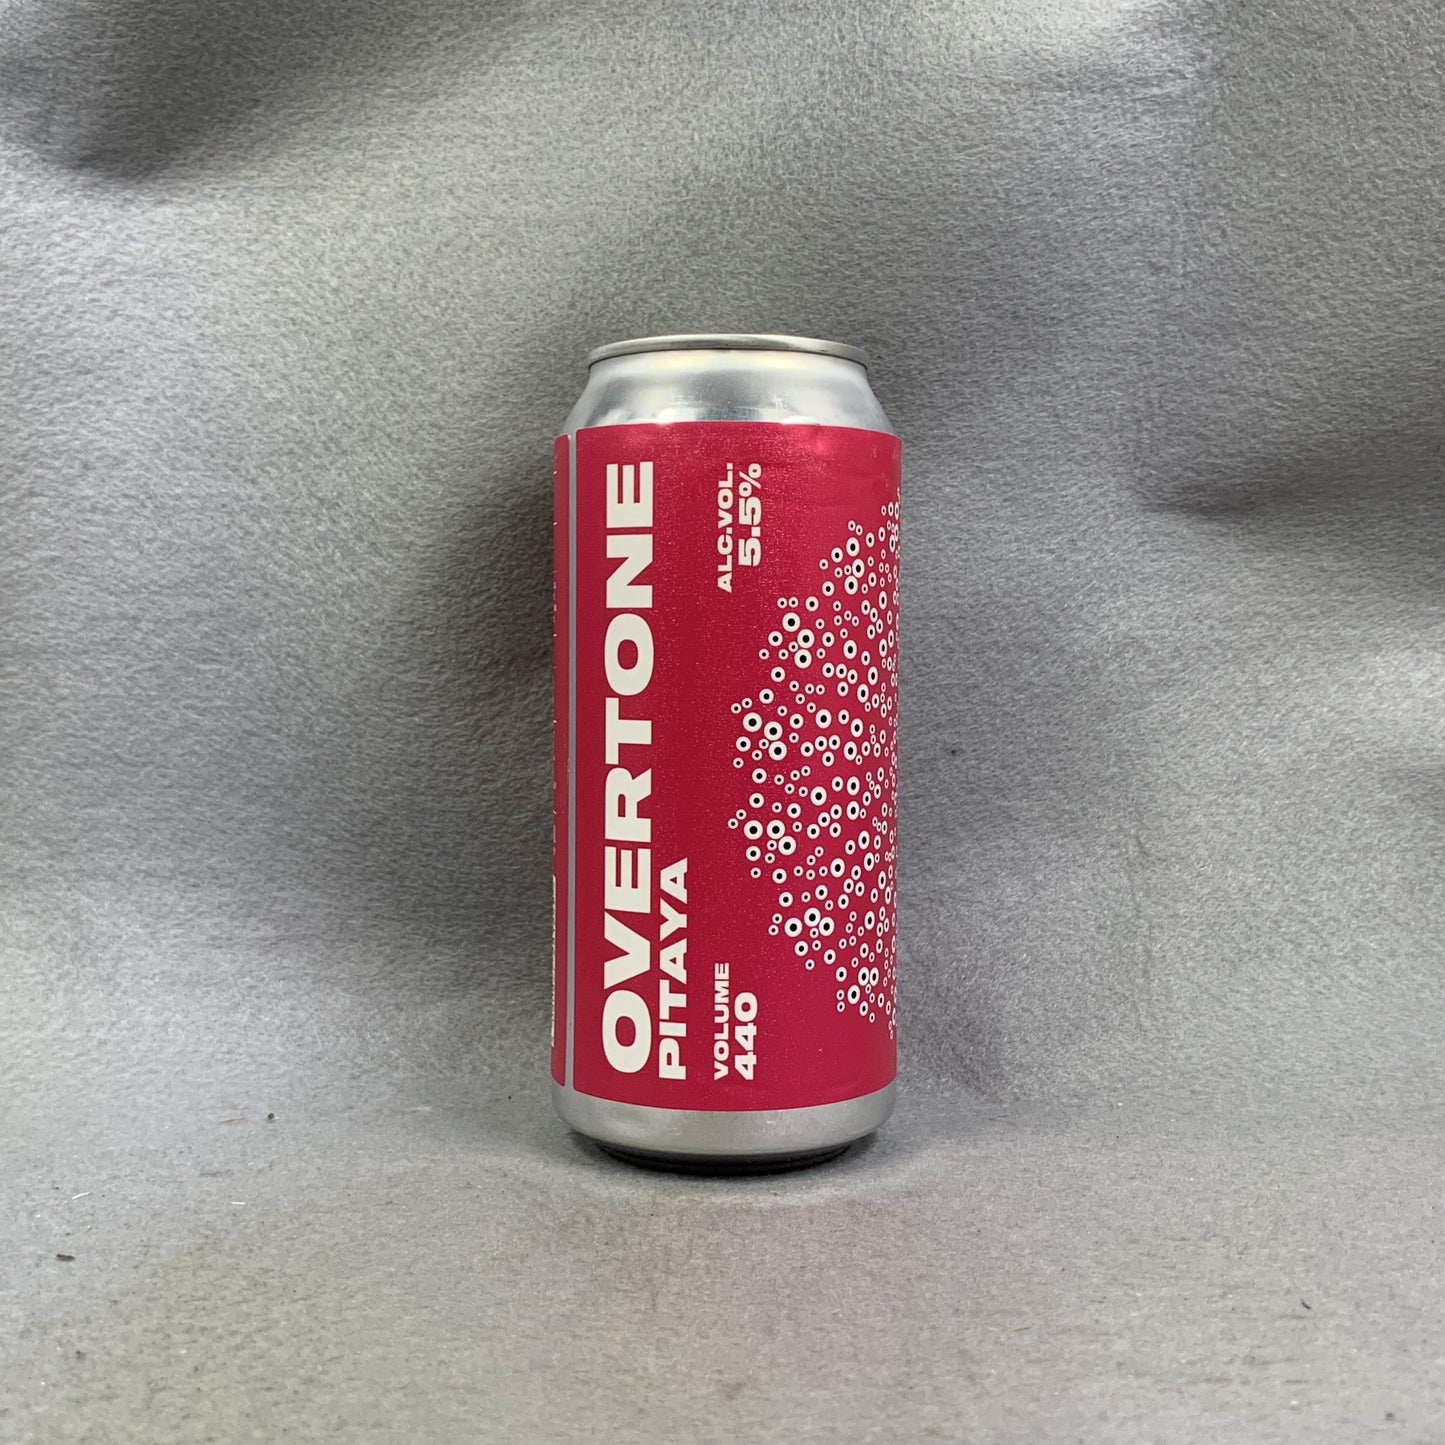 OVERTONE
PITAYA
VOLUME
440
ALC.VOL.
5.5%